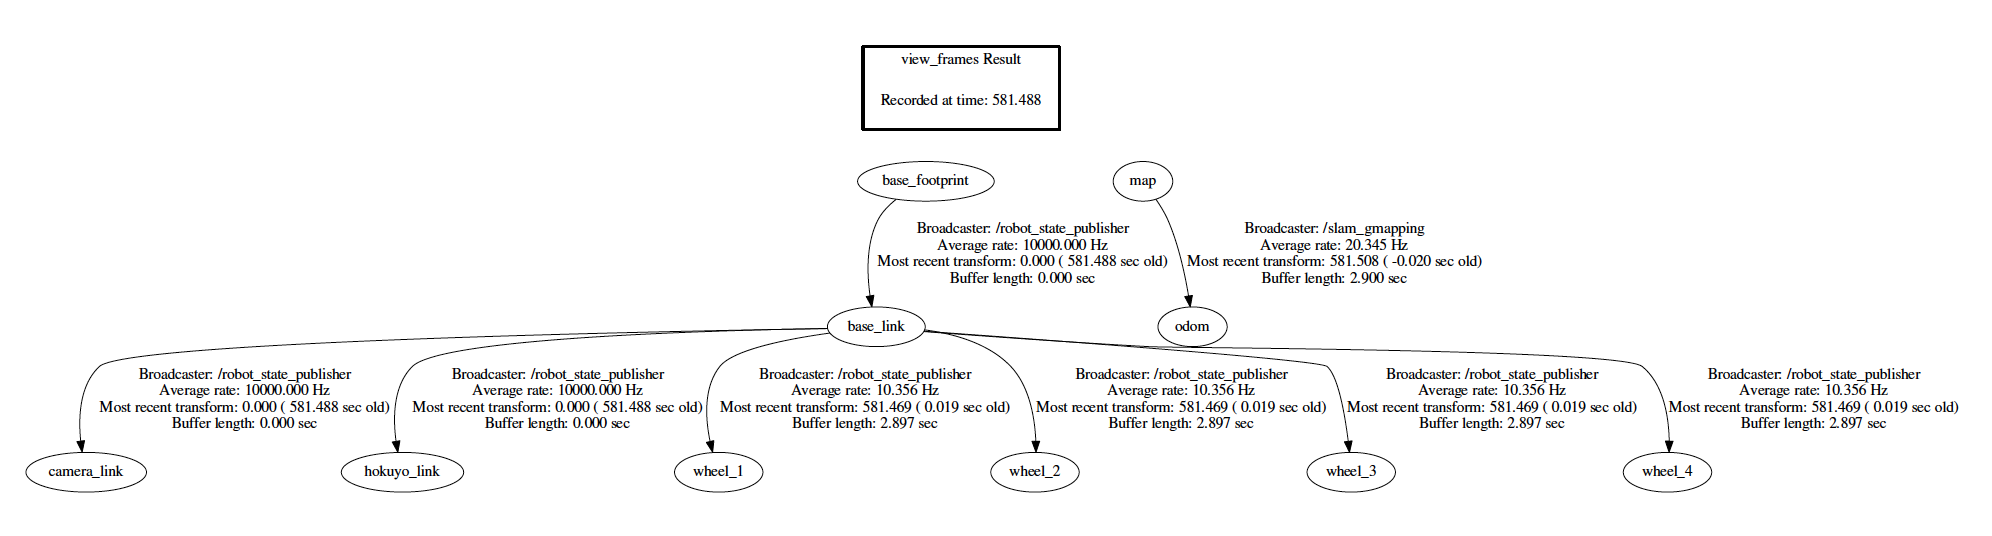 view_frames Result
Recorded at time: 581.488
base_footprint
map
Broadcaster: /robot_state_publisher
Average rate: 10000.000 Hz
Most recent transform: 0.000 ( 581.488 sec old)
Buffer length: 0.000 sec
Broadcaster: /slam_gmapping
Average rate: 20.345 Hz
Most recent transform: 581.508 ( -0.020 sec old)
Buffer length: 2.900 sec
base_link
odom
Broadcaster: /robot_state_publisher
Average rate: 10000.000 Hz
Most recent transform: 0.000 ( 581.488 sec old)
Buffer length: 0.000 sec
Broadcaster: /robot_state_publisher
Average rate: 10000.000 Hz
Most recent transform: 0.000 ( 581.488 sec old)
Buffer length: 0.000 sec
Broadcaster: /robot_state_publisher
Average rate: 10.356 Hz
Most recent transform: 581.469 ( 0.019 sec old)
Buffer length: 2.897 sec
Broadcaster: /robot_state_publisher
Average rate: 10.356 Hz
Most recent transform: 581.469 ( 0.019 sec old)
Buffer length: 2.897 sec
Broadcaster: /robot_state_publisher
Average rate: 10.356 Hz
Most recent transform: 581.469 ( 0.019 sec old)
Buffer length: 2.897 sec
Broadcaster: /robot_state_publisher
Average rate: 10.356 Hz
Most recent transform: 581.469 ( 0.019 sec old)
Buffer length: 2.897 sec
camera_link
hokuyo_link
wheel_1
wheel_2
wheel_3
wheel_4